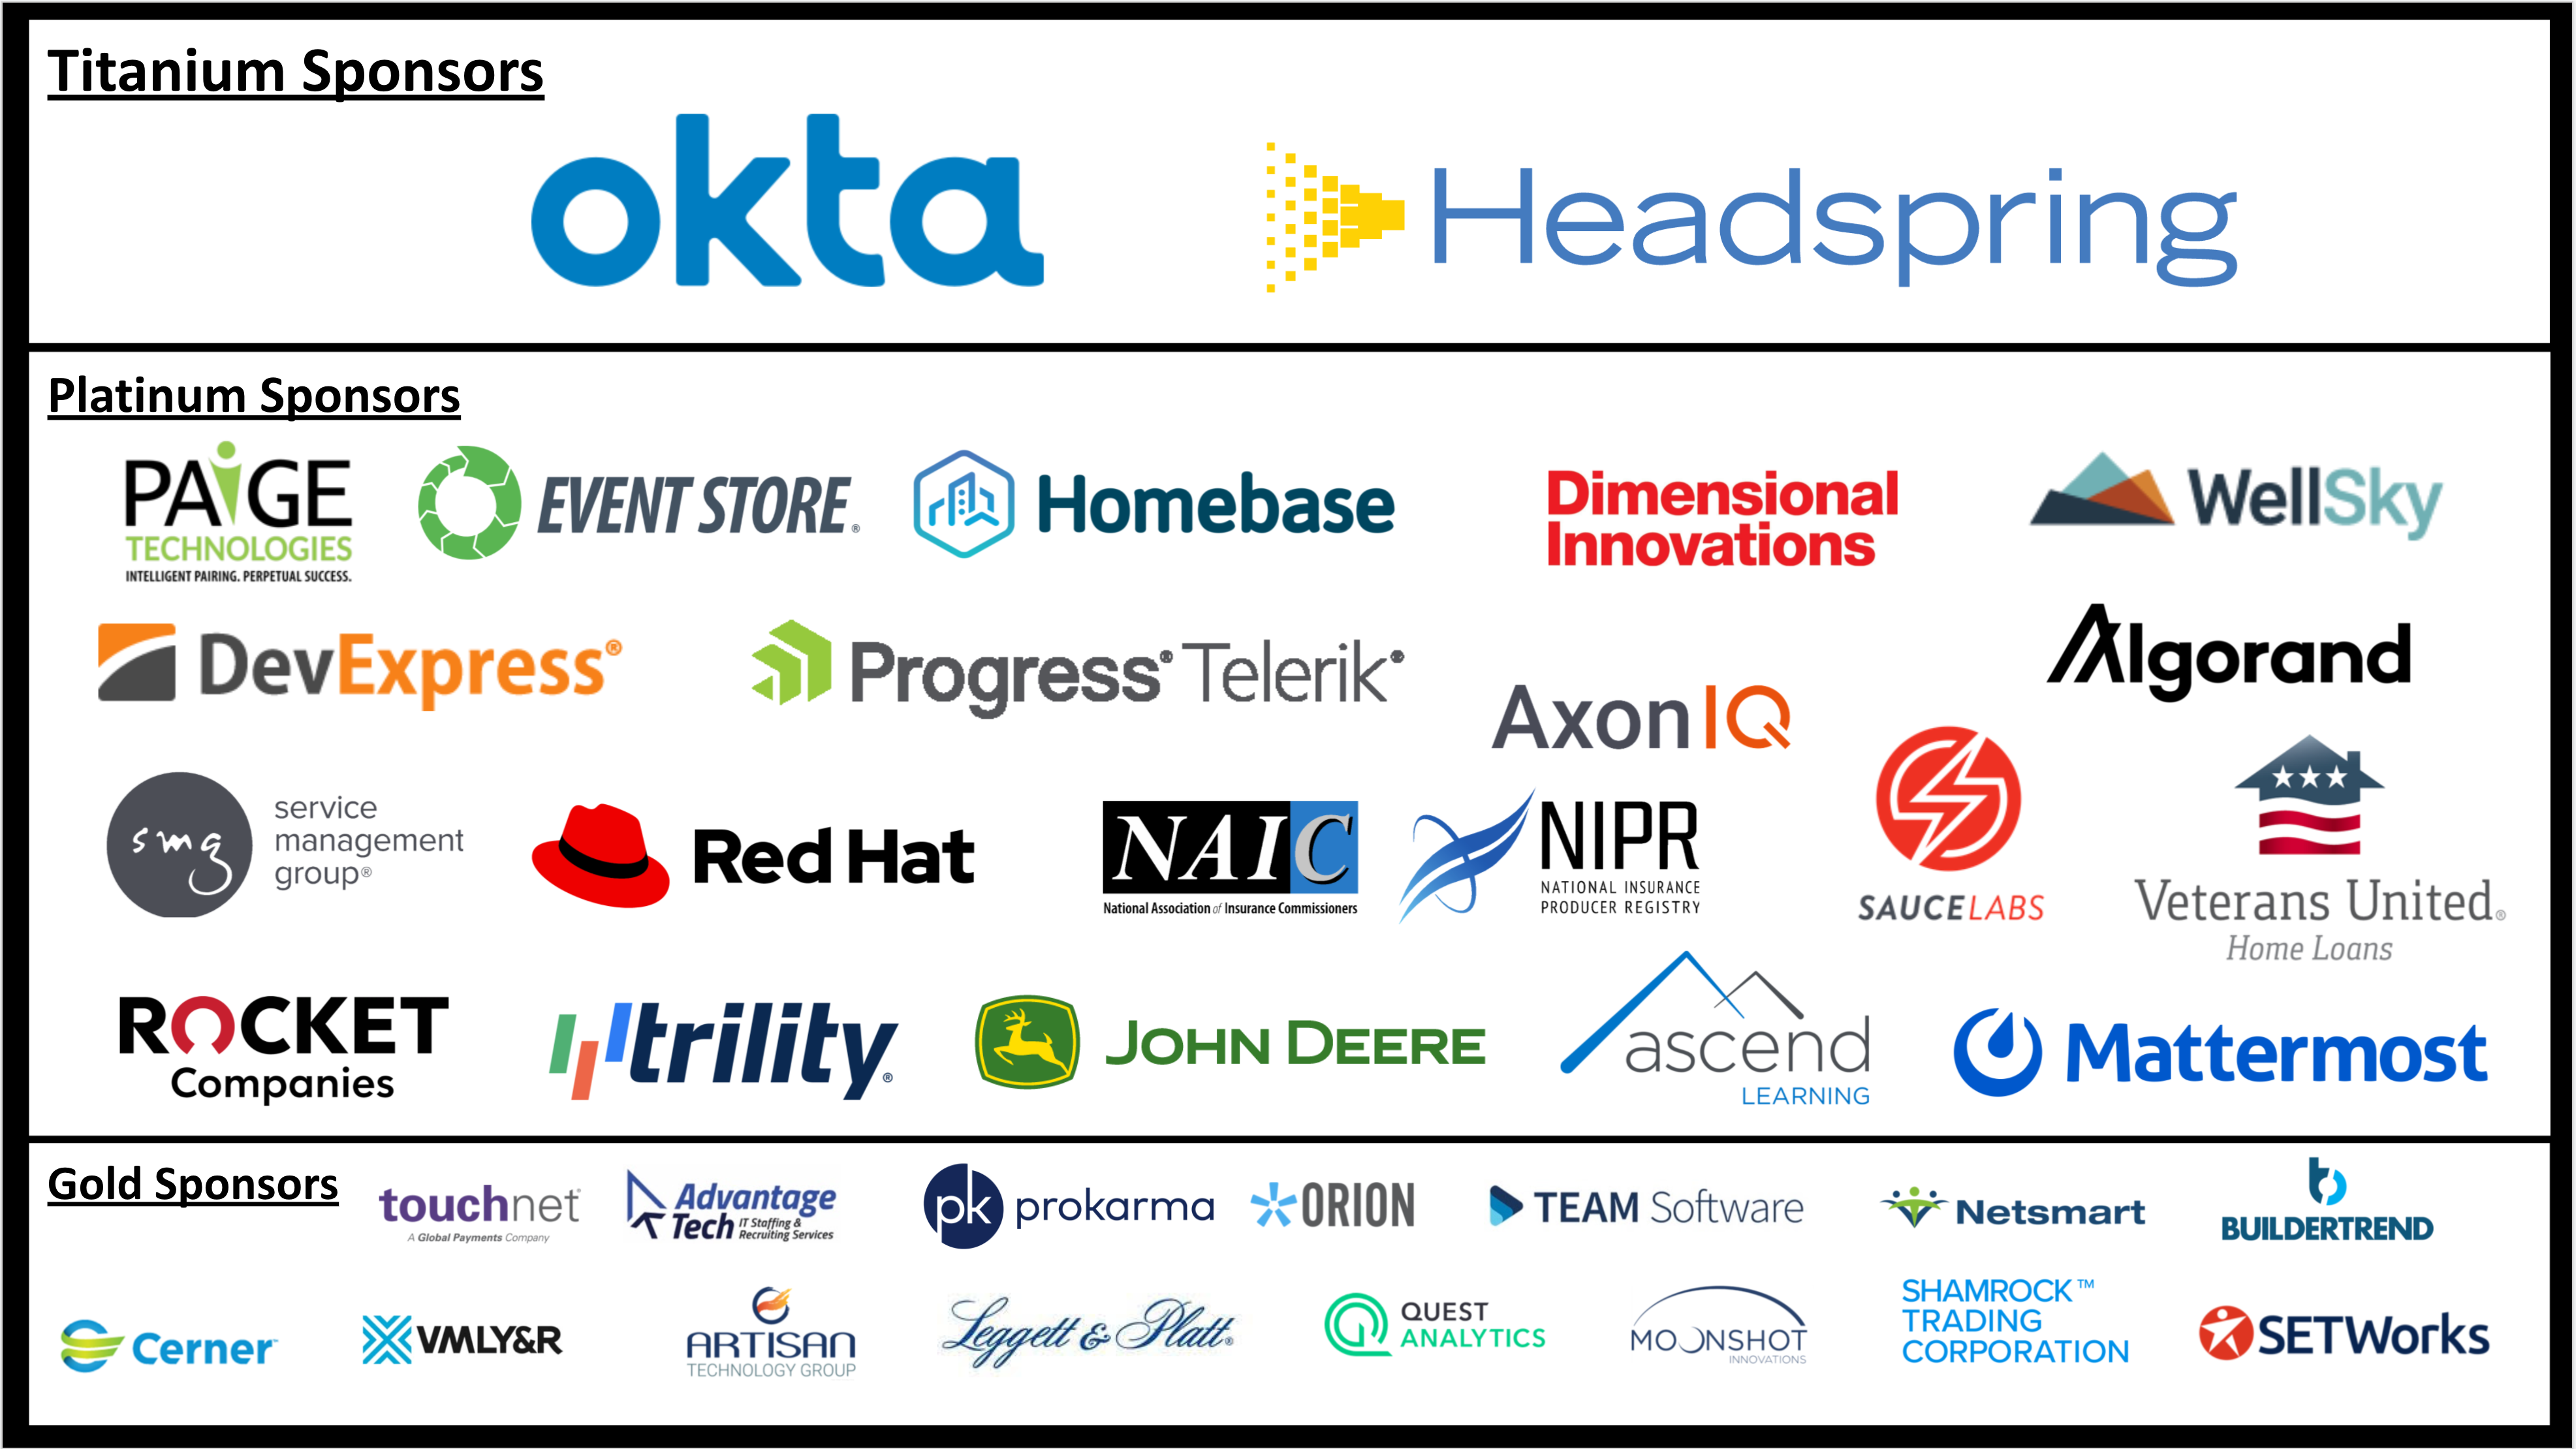 Titanium Sponsors
okta
Headspring
Platinum Sponsors
PAiGE
TECHNOLOGIES
INTELLIGENT PAIRING. PERPETUAL SUCCESS.
EVENT STORE®
Homebase
Dimensional
Innovations
WellSky
DevExpress®
Progress® Telerik®
AxonIQ
Algorand
smg
service
management
group®
Red Hat
NAIC
National Association of Insurance Commissioners
NIPR
NATIONAL INSURANCE
PRODUCER REGISTRY
SAUCELABS
Veterans United®
Home Loans
ROCKET
Companies
trility®
JOHN DEERE
ascend
LEARNING
Mattermost
Gold Sponsors
touchnet®
A Global Payments Company
Advantage
Tech IT Staffing &
Recruiting Services
pk prokarma
ORION
TEAM Software
Netsmart
BUILDERTREND
Cerner™
VMLY&R
ARTISAN
TECHNOLOGY GROUP
Leggett & Platt®
QUEST
ANALYTICS
MOONSHOT
INNOVATIONS
SHAMROCK™
TRADING
CORPORATION
SETWorks